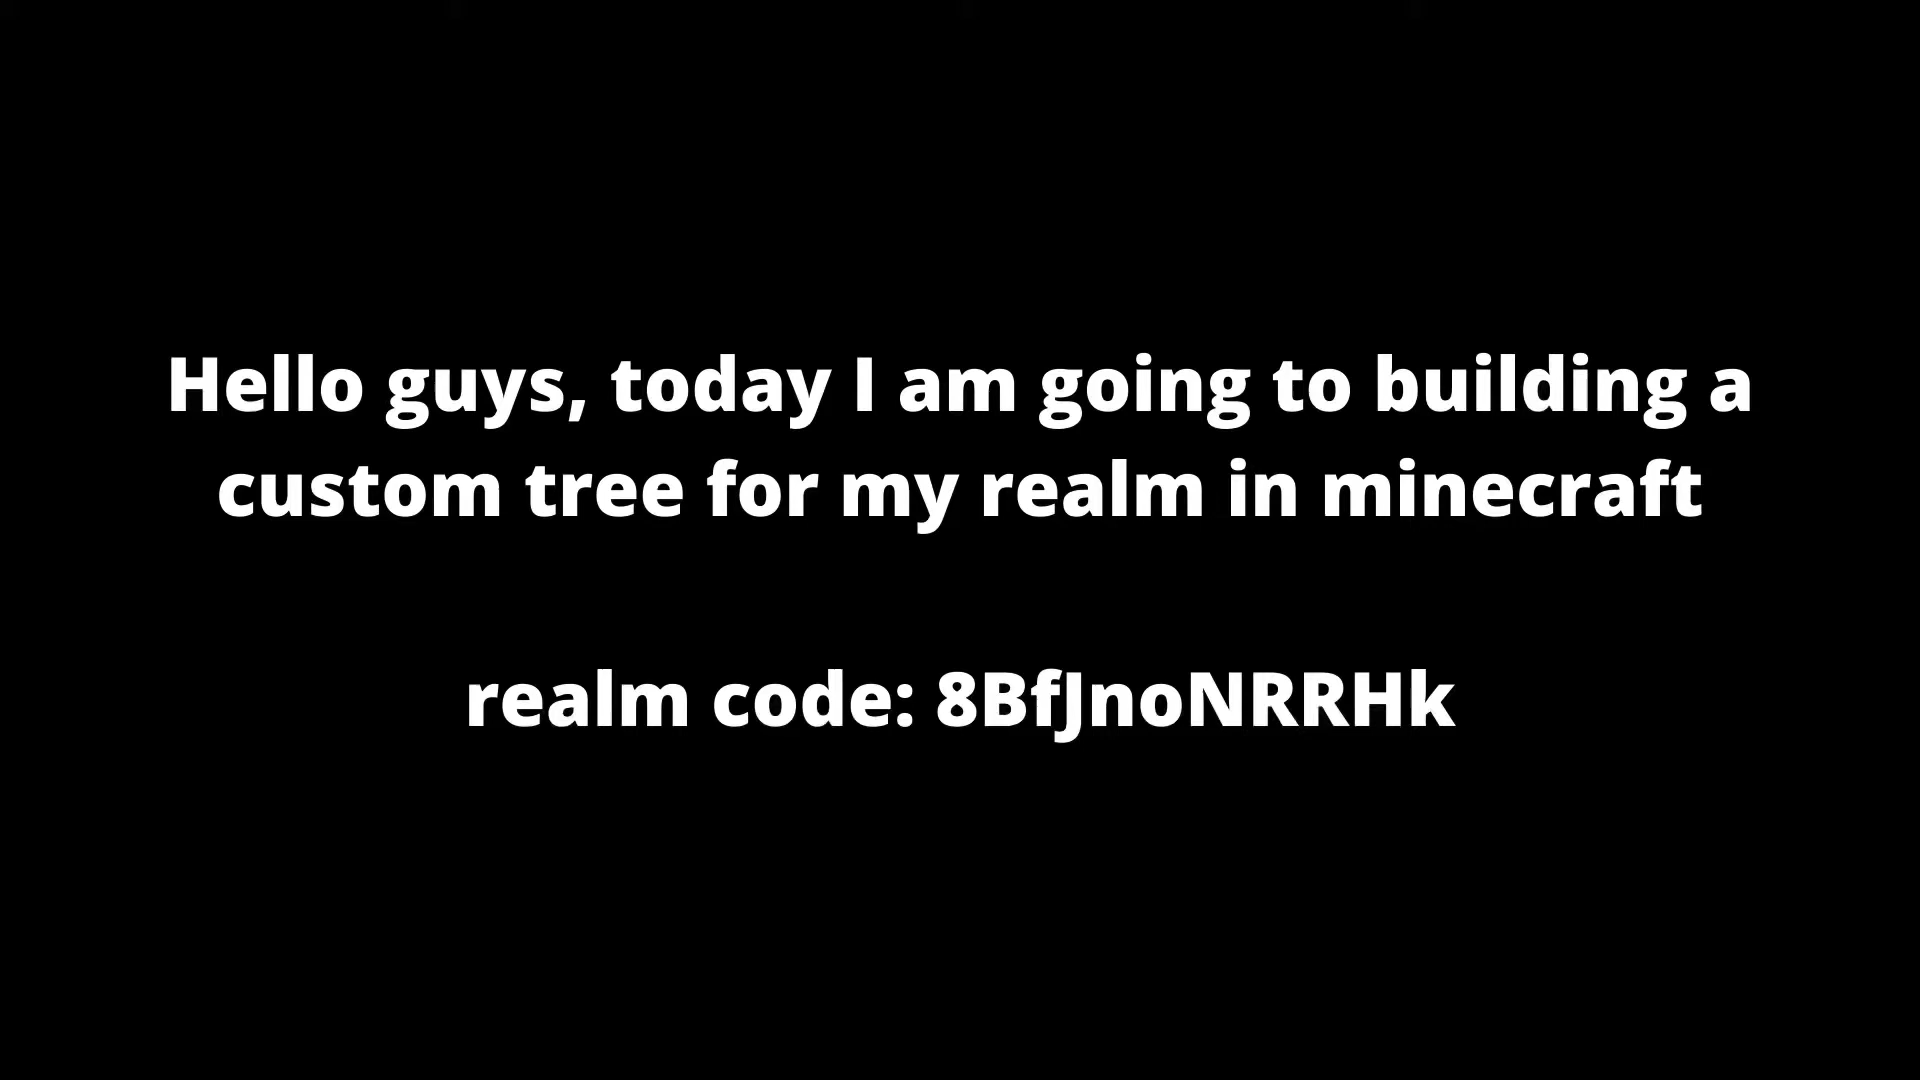 Hello guys, today I am going to building a
custom tree for my realm in minecraft
realm code: 8BfJnoNRRHk